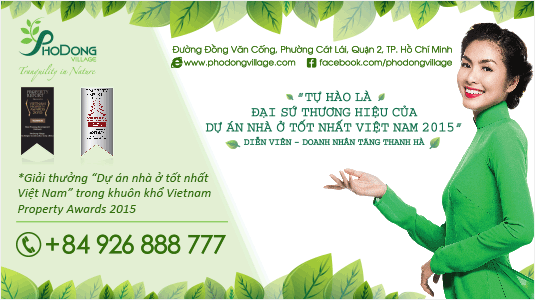 PHODONG
VILLAGE
Tranquility in Nature
Đường Đồng Văn Cống, Phường Cát Lái, Quận 2, TP. Hồ Chí Minh
www.phodongvillage.com facebook.com/phodongvillage
"TỰ HÀO LÀ
ĐẠI SỨ THƯƠNG HIỆU CỦA
DỰ ÁN NHÀ Ở TỐT NHẤT VIỆT NAM 2015"
DIỄN VIÊN - DOANH NHÂN TĂNG THANH HÀ
PROPERTY
REPORT
*Giải thưởng "Dự án nhà ở tốt nhất
Việt Nam" trong khuôn khổ Vietnam
Property Awards 2015
+84 926 888 777